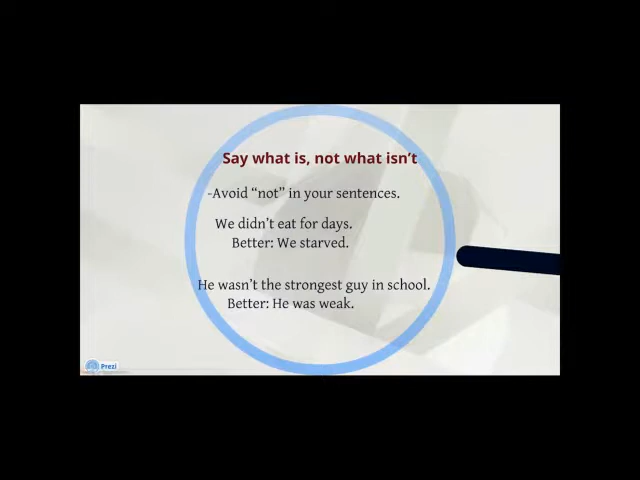 Say what is, not what isn’t
-Avoid “not” in your sentences.
We didn’t eat for days.
Better: We starved.
He wasn’t the strongest guy in school.
Better: He was weak.
Prezi